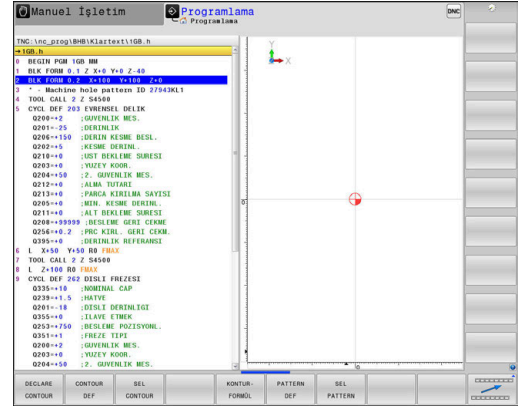 Manuel İşletim
Programlama
Programlama
DNC
TNC:\nc_prog\BHB\Klartext\1GB.h
→1GB.h
0 BEGIN PGM 1GB MM
1 BLK FORM 0.1 Z X+0 Y+0 Z-40
2 BLK FORM 0.2 X+100 Y+100 Z+0
3 * - Machine hole pattern ID 27943KL1
4 TOOL CALL 2 Z S4500
5 CYCL DEF 203 EVRENSEL DELIK
Q200=+2 ;GUVENLIK MES.
Q201=-25 ;DERINLIK
Q206=+150 ;DERIN KESME BESL.
Q202=+5 ;KESME DERINL.
Q210=+0 ;UST BEKLEME SURESI
Q203=+0 ;YUZEY KOOR.
Q204=+50 ;2. GUVENLIK MES.
Q212=+0 ;ALMA TUTARI
Q213=+0 ;PARCA KIRILMA SAYISI
Q205=+0 ;MIN. KESME DERINL.
Q211=+0 ;ALT BEKLEME SURESI
Q208=+99999 ;BESLEME GERI CEKME
Q256=+0.2 ;PRC KIRL. GERI CEKM.
Q395=+0 ;DERINLIK REFERANSI
6 L X+50 Y+50 R0 FMAX
7 TOOL CALL 2 Z S4500
8 L Z+100 R0 FMAX
9 CYCL DEF 262 DISLI FREZESI
Q335=+10 ;NOMINAL CAP
Q239=+1.5 ;HATVE
Q201=-18 ;DISLI DERINLIGI
Q355=+0 ;ILAVE ETMEK
Q253=+750 ;BESLEME POZISYONL.
Q351=+1 ;FREZE TIPI
Q200=+2 ;GUVENLIK MES.
Q203=+0 ;YUZEY KOOR.
Q204=+50 ;2. GUVENLIK MES.
Y
X
0
0
DECLARE CONTOUR
CONTOUR DEF
SEL CONTOUR
KONTUR-FORMÜL
PATTERN DEF
SEL PATTERN